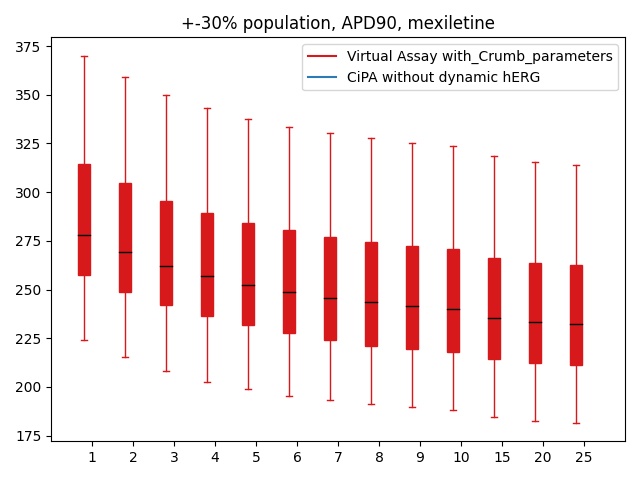 +-30% population, APD90, mexiletine
Virtual Assay with_Crumb_parameters
CiPA without dynamic hERG
375
350
325
300
275
250
225
200
175
1 2 3 4 5 6 7 8 9 10 15 20 25